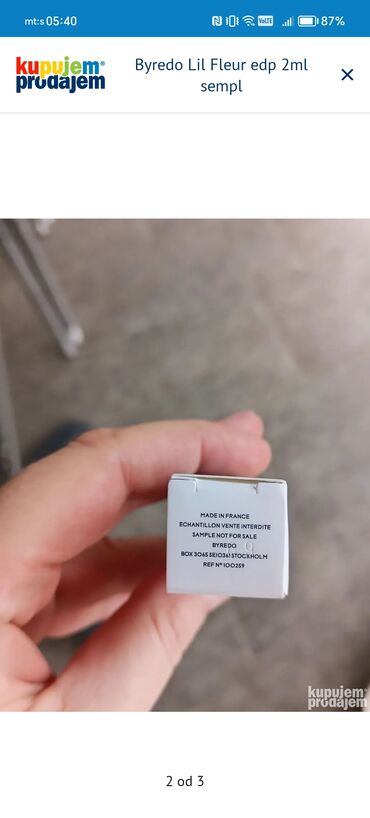 mt:s 05:40
VoLTE
87%
kupujem
prodajem
Byredo Lil Fleur edp 2ml
sempl
MADE IN FRANCE
ECHANTILLON VENTE INTERDITE
SAMPLE NOT FOR SALE
BYREDO
BOX 3065 SE10361 STOCKHOLM
REF Nº 100259
kupujem
prodajem
2 od 3